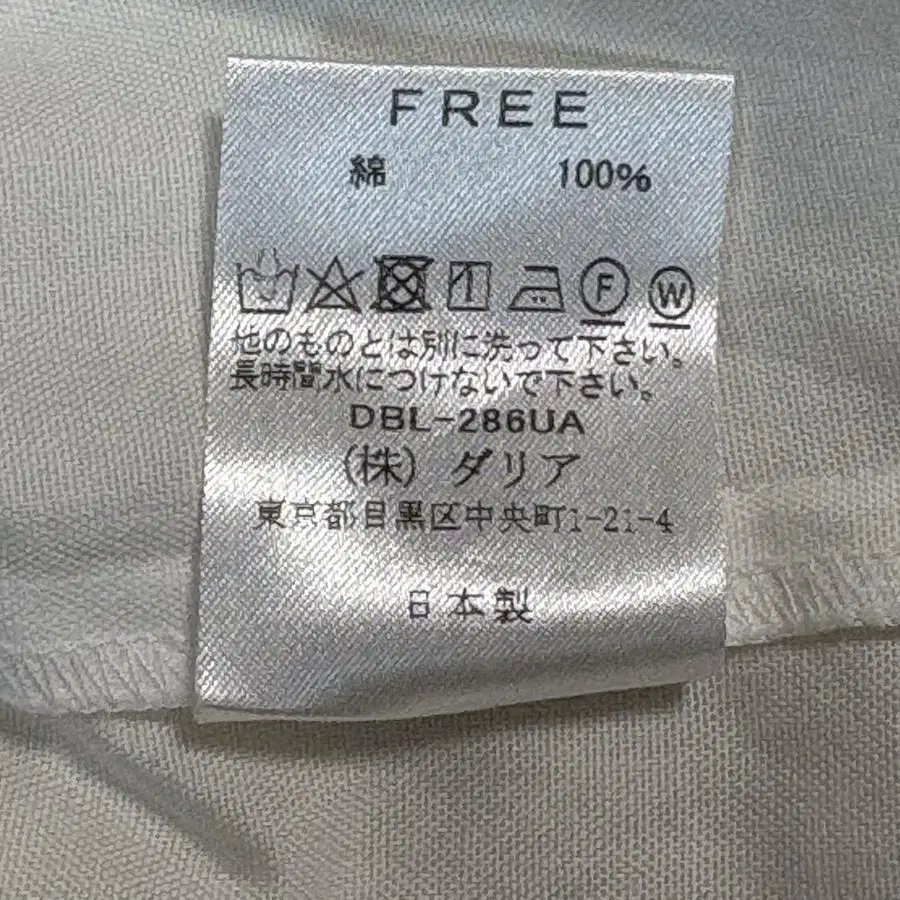 FREE
綿 100%
F W
他のものとは別に洗って下さい。
長時間水につけないで下さい。
DBL-286UA
(株) ダリア
東京都目黒区中央町1-21-4
日本製